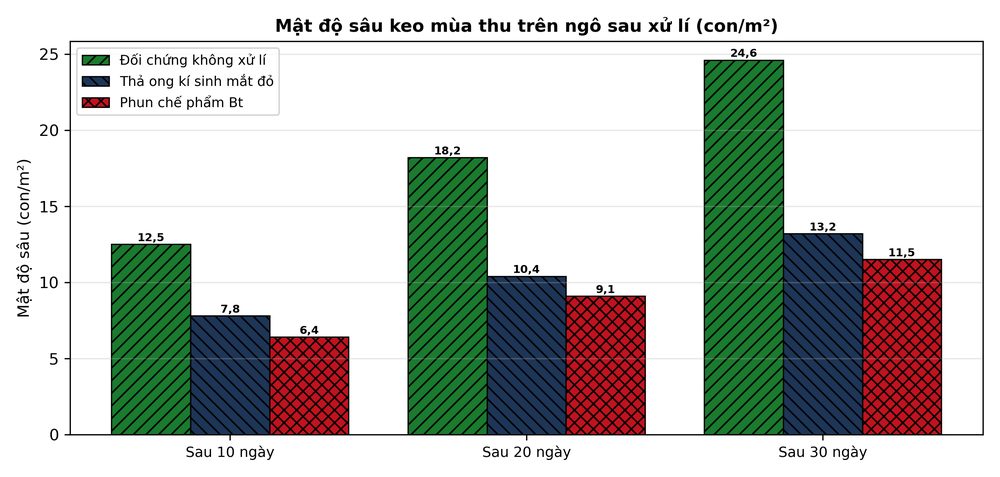 Mật độ sâu keo mùa thu trên ngô sau xử lí (con/m²)
Đối chứng không xử lí
Thả ong kí sinh mắt đỏ
Phun chế phẩm Bt
Mật độ sâu (con/m²)
25
20
15
10
5
0
12,5
7,8
6,4
18,2
10,4
9,1
24,6
13,2
11,5
Sau 10 ngày
Sau 20 ngày
Sau 30 ngày